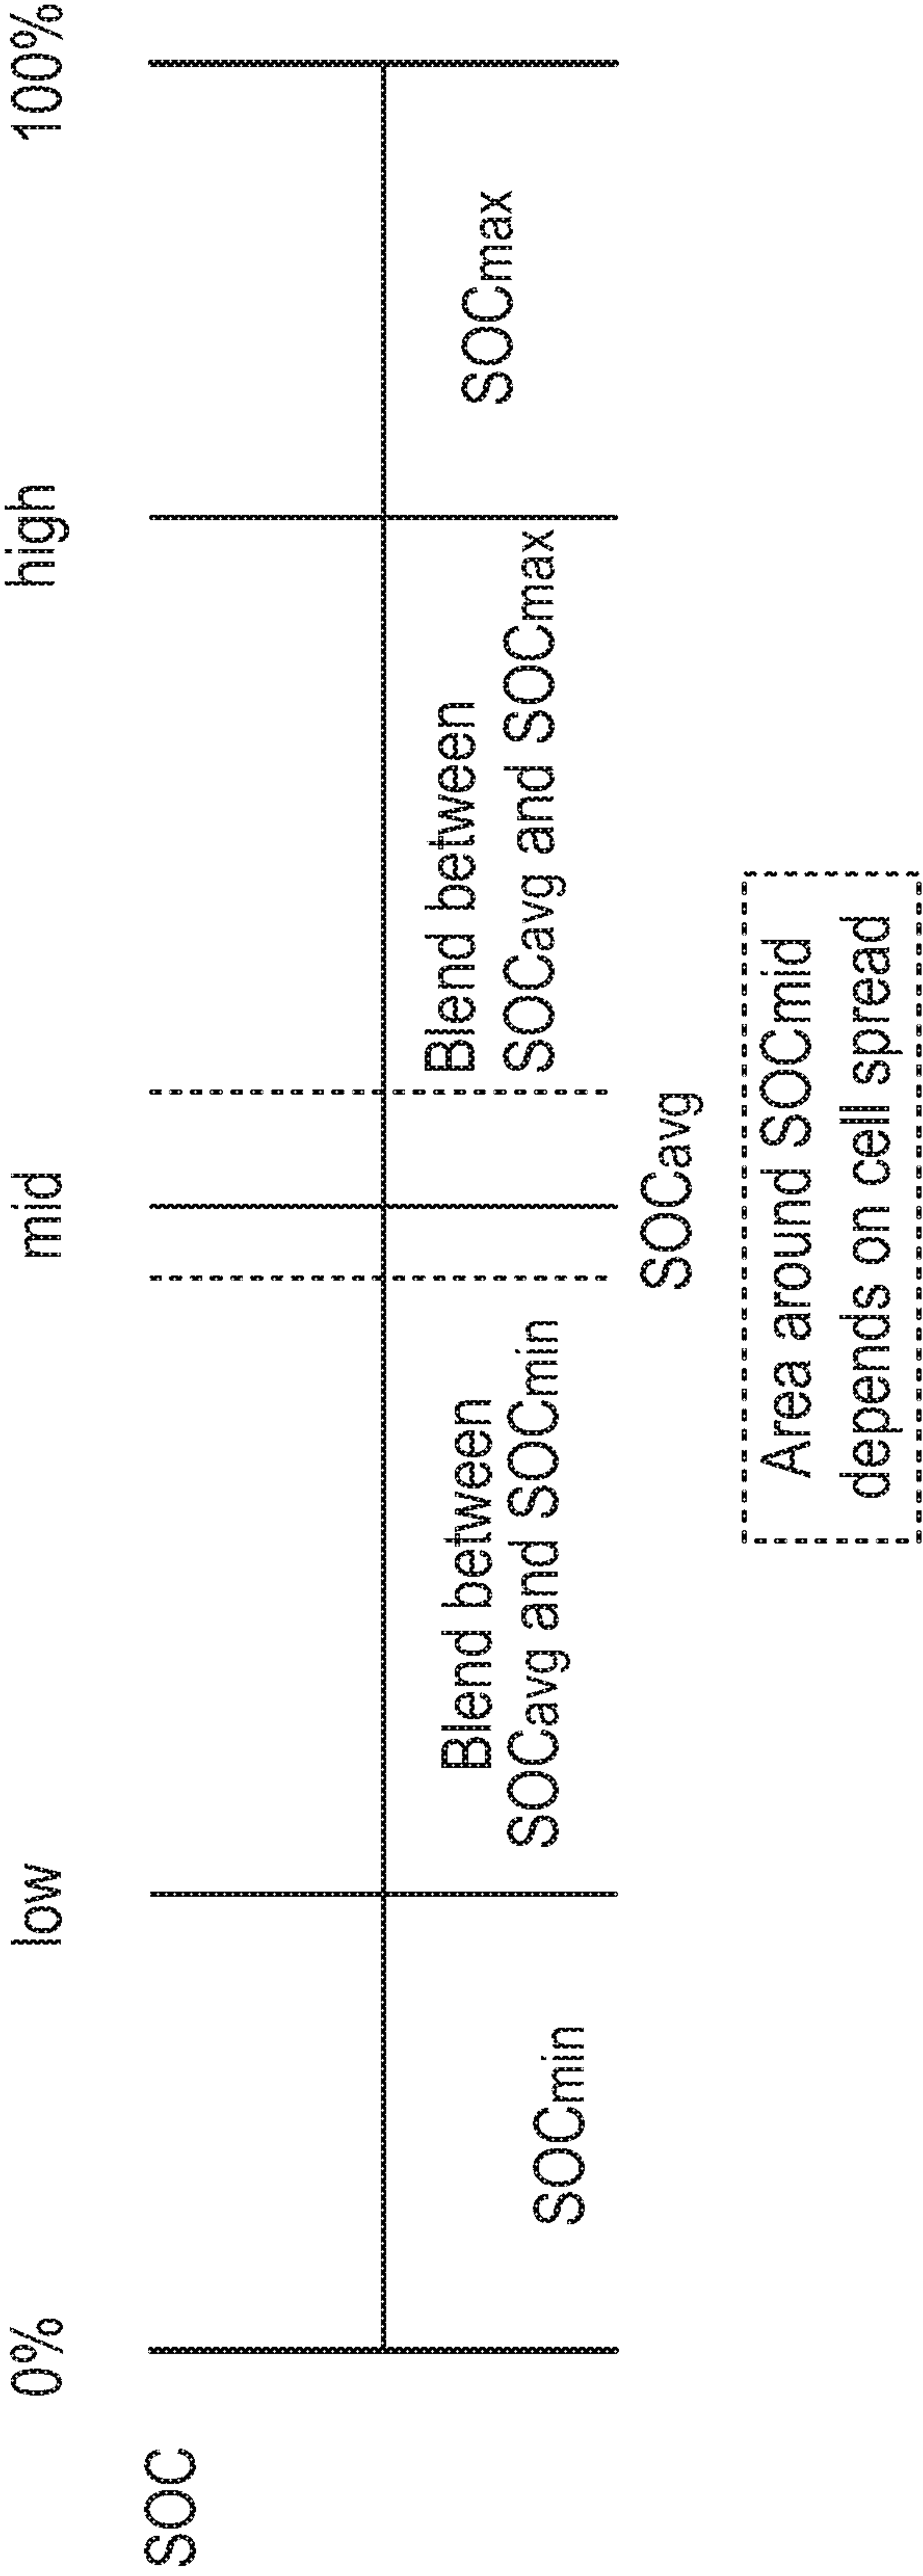 0%
low
mid
high
100%
SOC
SOCmin
Blend between
SOCavg and SOCmin
SOCavg
Blend between
SOCavg and SOCmax
SOCmax
Area around SOCmid
depends on cell spread